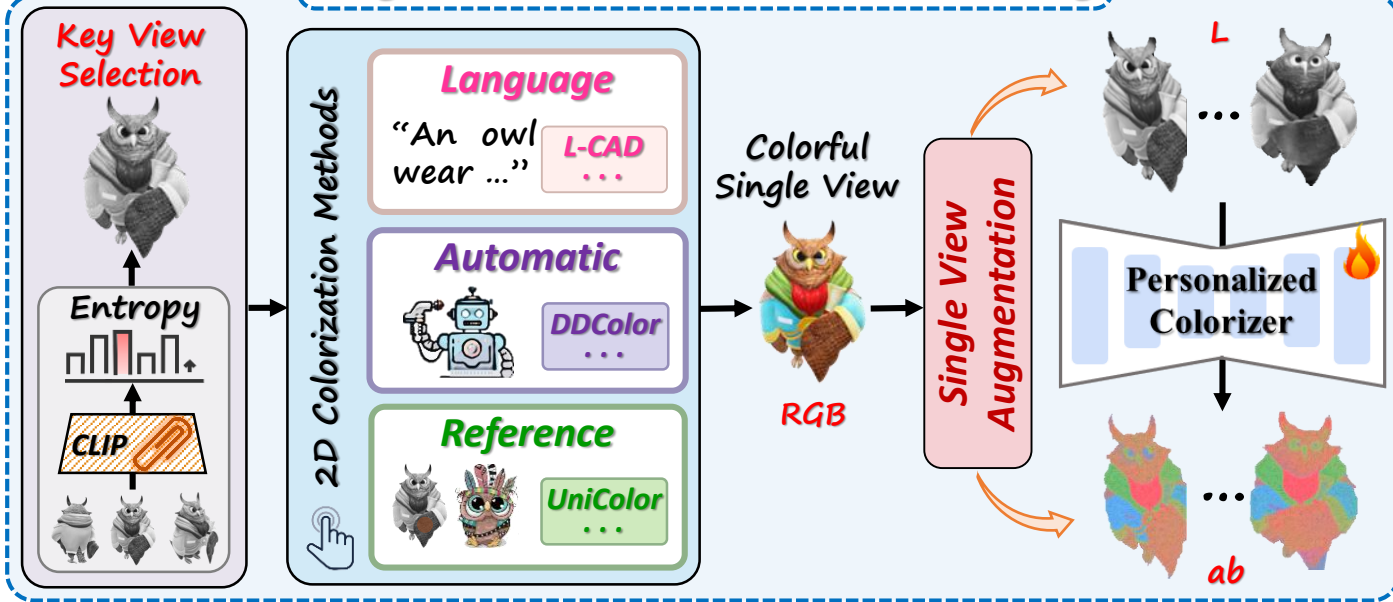 Key View
Selection
Entropy
CLIP
2D Colorization Methods
Language
“An owl
wear ...”
L-CAD
...
Automatic
DDColor
...
Reference
UniColor
...
Colorful
Single View
RGB
Single View
Augmentation
L
...
Personalized
Colorizer
...
ab